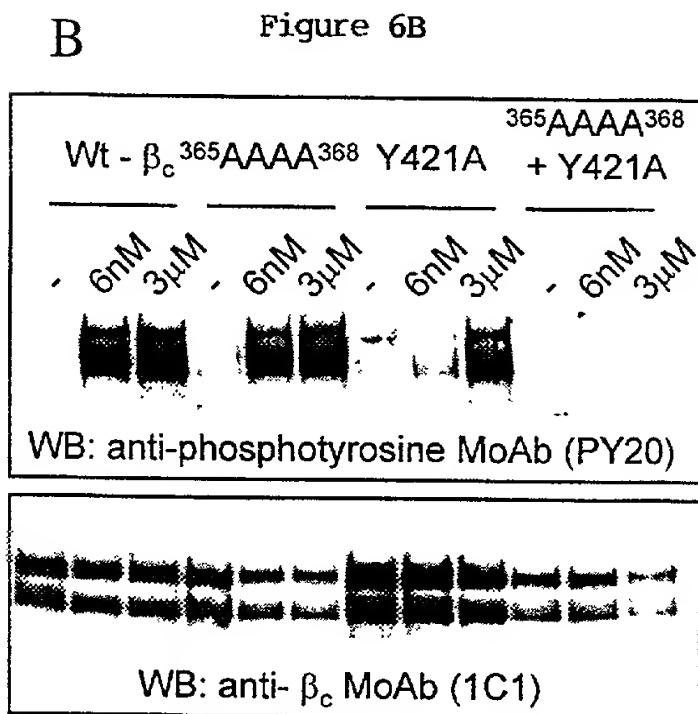 B Figure 6B
Wt - βc ³⁶⁵AAAA³⁶⁸ Y421A ³⁶⁵AAAA³⁶⁸ + Y421A
- 6nM 3μM - 6nM 3μM - 6nM 3μM - 6nM 3μM
WB: anti-phosphotyrosine MoAb (PY20)
WB: anti- βc MoAb (1C1)